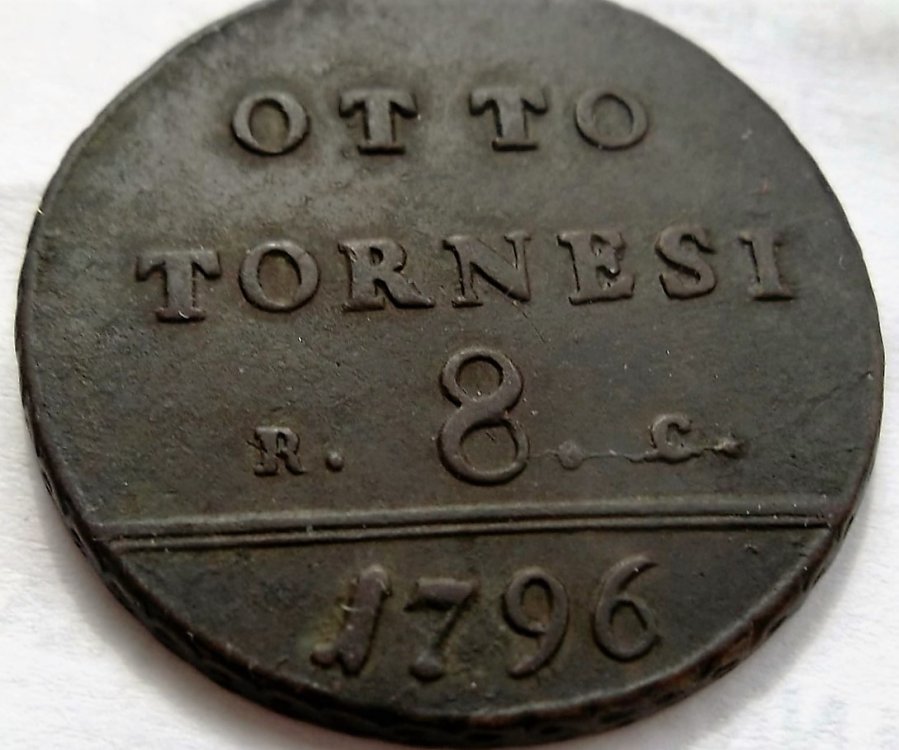 OTTO
TORNESI
R. 8. C.
1796